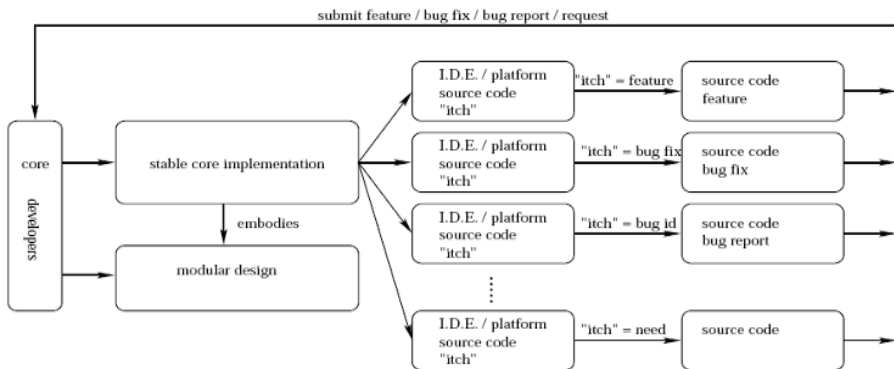 submit feature / bug fix / bug report / request
core
developers
stable core implementation
embodies
modular design
I.D.E. / platform
source code
"itch"
"itch" = feature
source code
feature
I.D.E. / platform
source code
"itch"
"itch" = bug fix
source code
bug fix
I.D.E. / platform
source code
"itch"
"itch" = bug id
source code
bug report
I.D.E. / platform
source code
"itch"
"itch" = need
source code